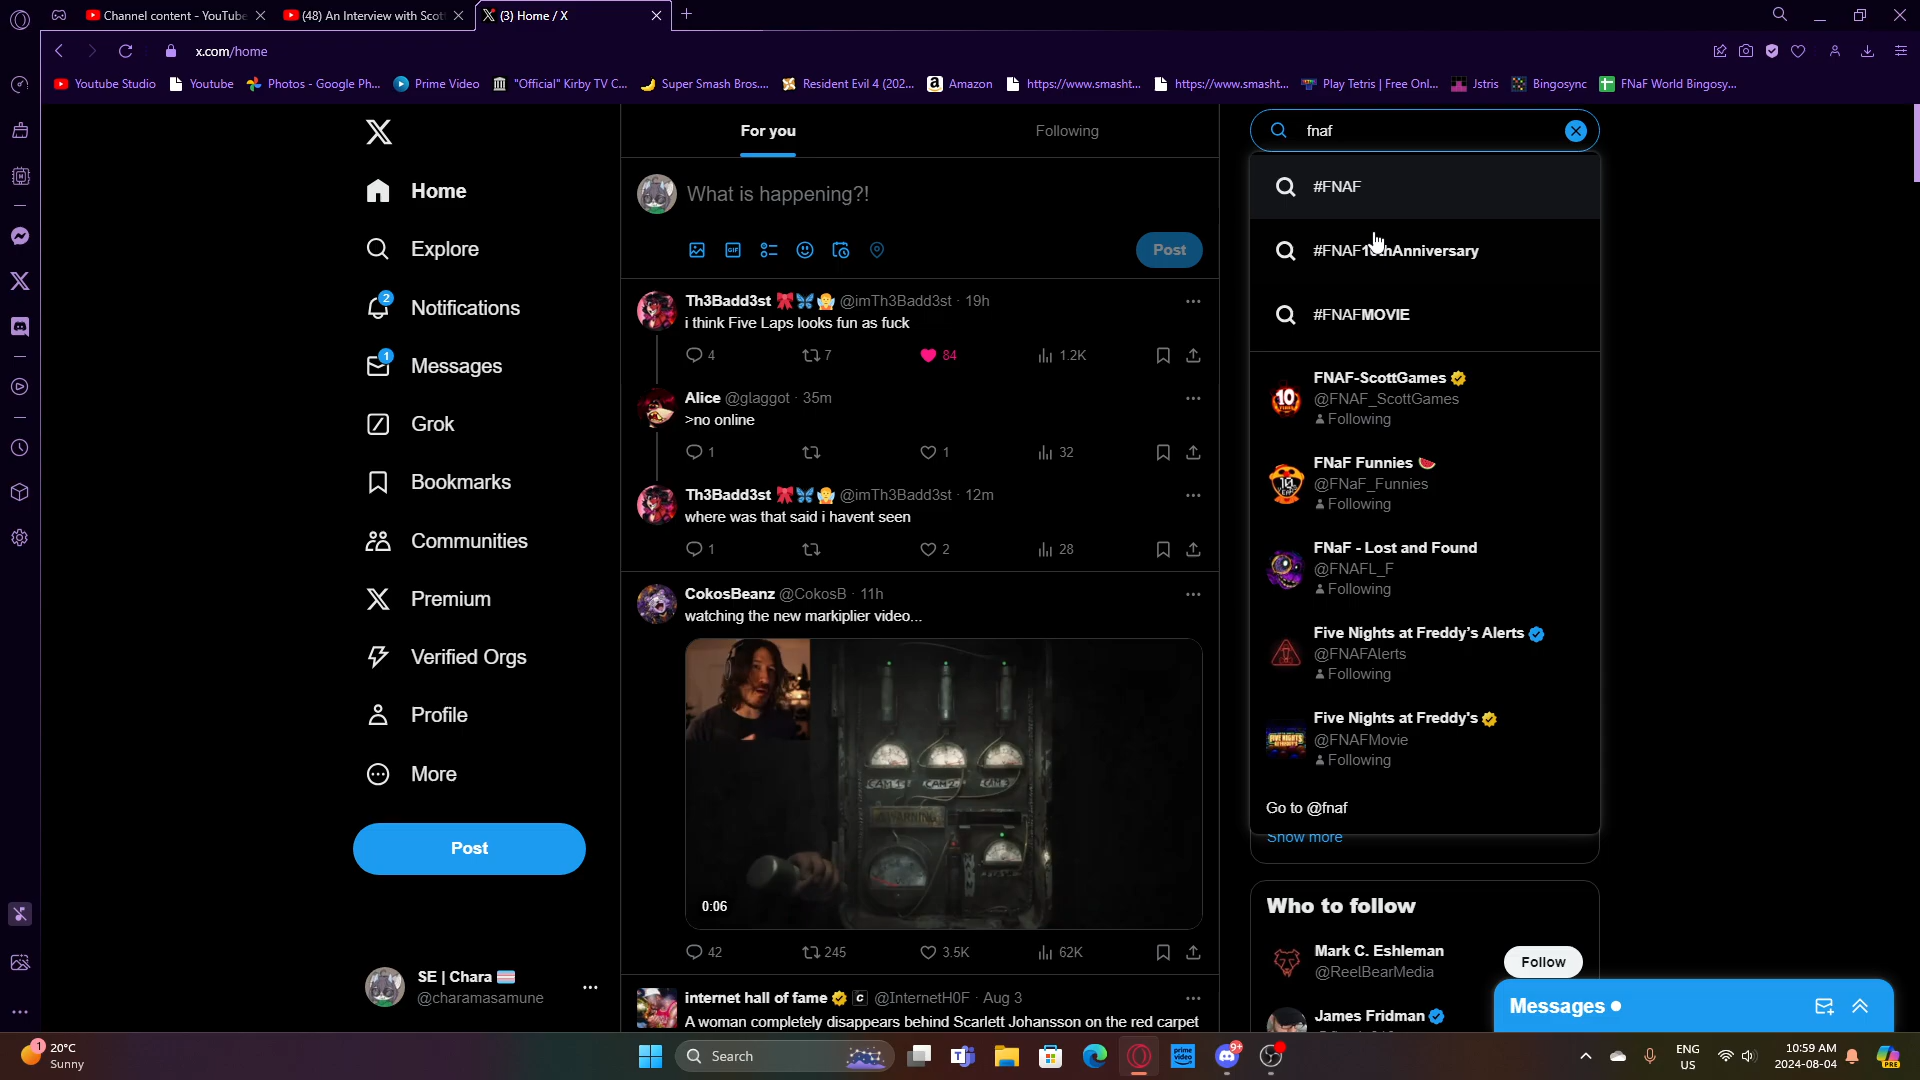 Channel content - YouTube
(48) An Interview with Scott
(3) Home / X
x.com/home
Youtube Studio
Youtube
Photos - Google Ph...
Prime Video
"Official" Kirby TV C...
Super Smash Bros....
Resident Evil 4 (202...
Amazon
https://www.smasht...
https://www.smasht...
Play Tetris | Free Onl...
Jstris
Bingosync
FNaF World Bingosy...
Home
Explore
2
Notifications
1
Messages
Grok
Bookmarks
Communities
Premium
Verified Orgs
Profile
More
Post
SE | Chara
@charamasamune
For you
Following
What is happening?!
GIF
Post
Th3Badd3st 🎀🦋🧚 @imTh3Badd3st · 19h
i think Five Laps looks fun as fuck
4 7 84 1.2K
Alice @glaggot · 35m
>no online
1 1 32
Th3Badd3st 🎀🦋🧚 @imTh3Badd3st · 12m
where was that said i havent seen
1 2 28
CokosBeanz @CokosB · 11h
watching the new markiplier video...
CAM 2
WARNING
0:06
42 245 3.5K 62K
internet hall of fame @InternetH0F · Aug 3
A woman completely disappears behind Scarlett Johansson on the red carpet
fnaf
#FNAF
#FNAF10thAnniversary
#FNAFMOVIE
FNAF-ScottGames
@FNAF_ScottGames
Following
FNaF Funnies 🍉
@FNaF_Funnies
Following
FNaF - Lost and Found
@FNAFL_F
Following
Five Nights at Freddy's Alerts
@FNAFAlerts
Following
Five Nights at Freddy's
@FNAFMovie
Following
Go to @fnaf
Show more
Who to follow
Mark C. Eshleman
@ReelBearMedia
Follow
James Fridman
Messages
1
20°C
Sunny
Search
9+
ENG
US
10:59 AM
2024-08-04
PRE